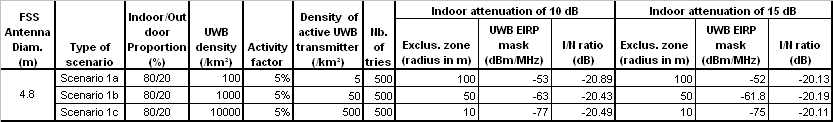 Indoor attenuation of 10 dB Indoor attenuation of 15 dB
FSS Antenna Diam. (m) Type of scenario Indoor/Out door Proportion (%) UWB density (/km²) Activity factor Density of active UWB transmitter (/km²) Nb. of tries Exclus. zone (radius in m) UWB EIRP mask (dBm/MHz) I/N ratio (dB) Exclus. zone (radius in m) UWB EIRP mask (dBm/MHz) I/N ratio (dB)
4.8 Scenario 1a 80/20 100 5% 5 500 100 -53 -20.89 100 -52 -20.13
Scenario 1b 80/20 1000 5% 50 500 50 -63 -20.43 50 -61.8 -20.19
Scenario 1c 80/20 10000 5% 500 500 10 -77 -20.49 10 -75 -20.11